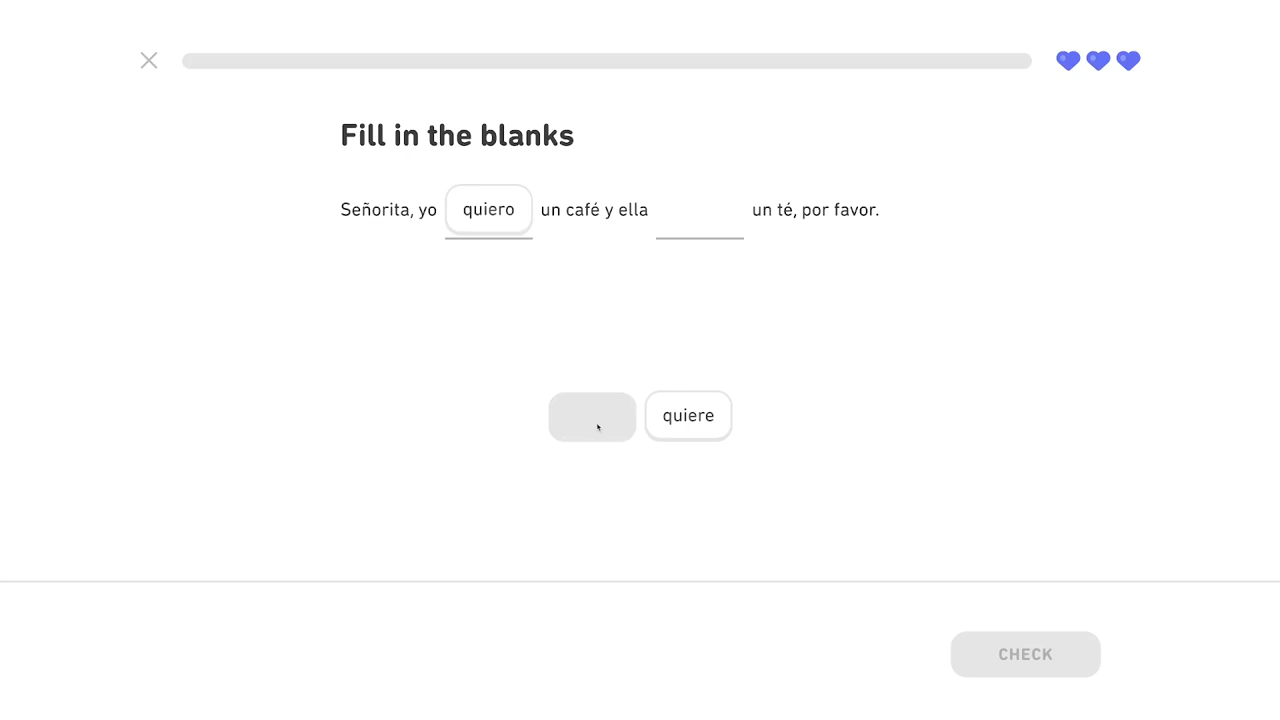 Fill in the blanks
Señorita, yo quiero un café y ella un té, por favor.
quiere
CHECK